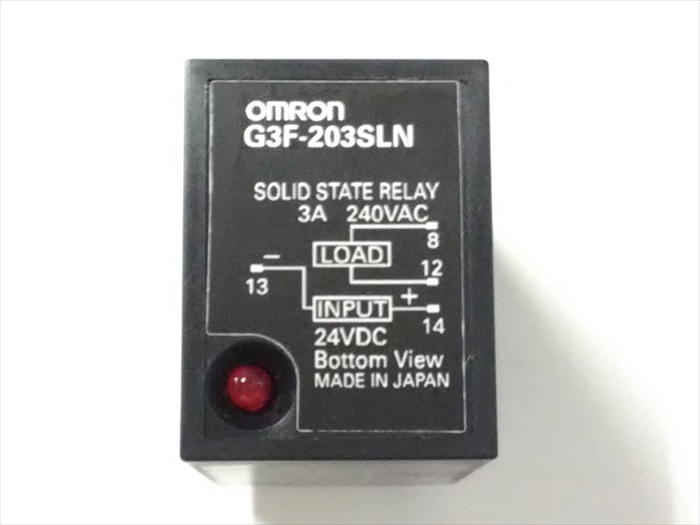 OMRON
G3F-203SLN
SOLID STATE RELAY
3A 240VAC
8
LOAD
− 12
13
INPUT +
14
24VDC
Bottom View
MADE IN JAPAN